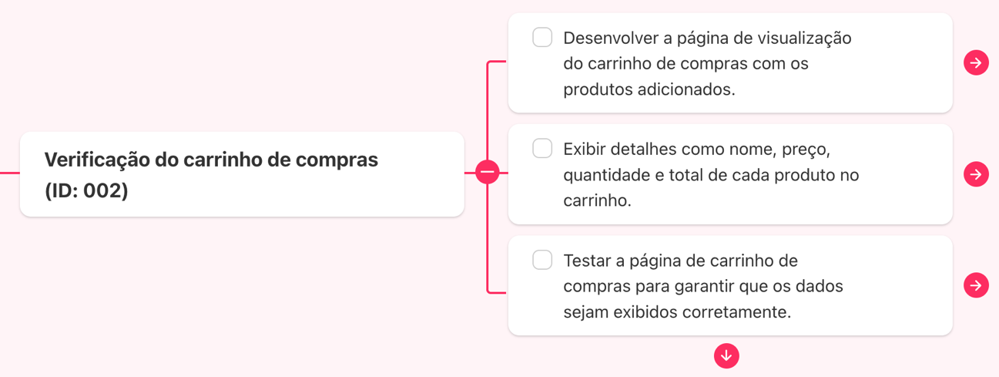 Desenvolver a página de visualização
do carrinho de compras com os
produtos adicionados.
Verificação do carrinho de compras
(ID: 002)
Exibir detalhes como nome, preço,
quantidade e total de cada produto no
carrinho.
Testar a página de carrinho de
compras para garantir que os dados
sejam exibidos corretamente.